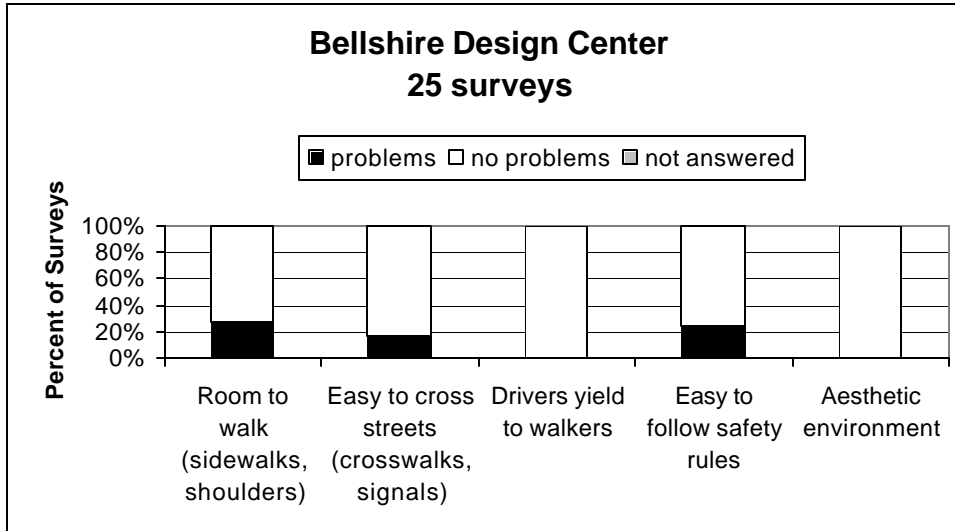 Bellshire Design Center
25 surveys
problems no problems not answered
Percent of Surveys
100%
80%
60%
40%
20%
0%
Room to walk (sidewalks, shoulders)
Easy to cross streets (crosswalks, signals)
Drivers yield to walkers
Easy to follow safety rules
Aesthetic environment